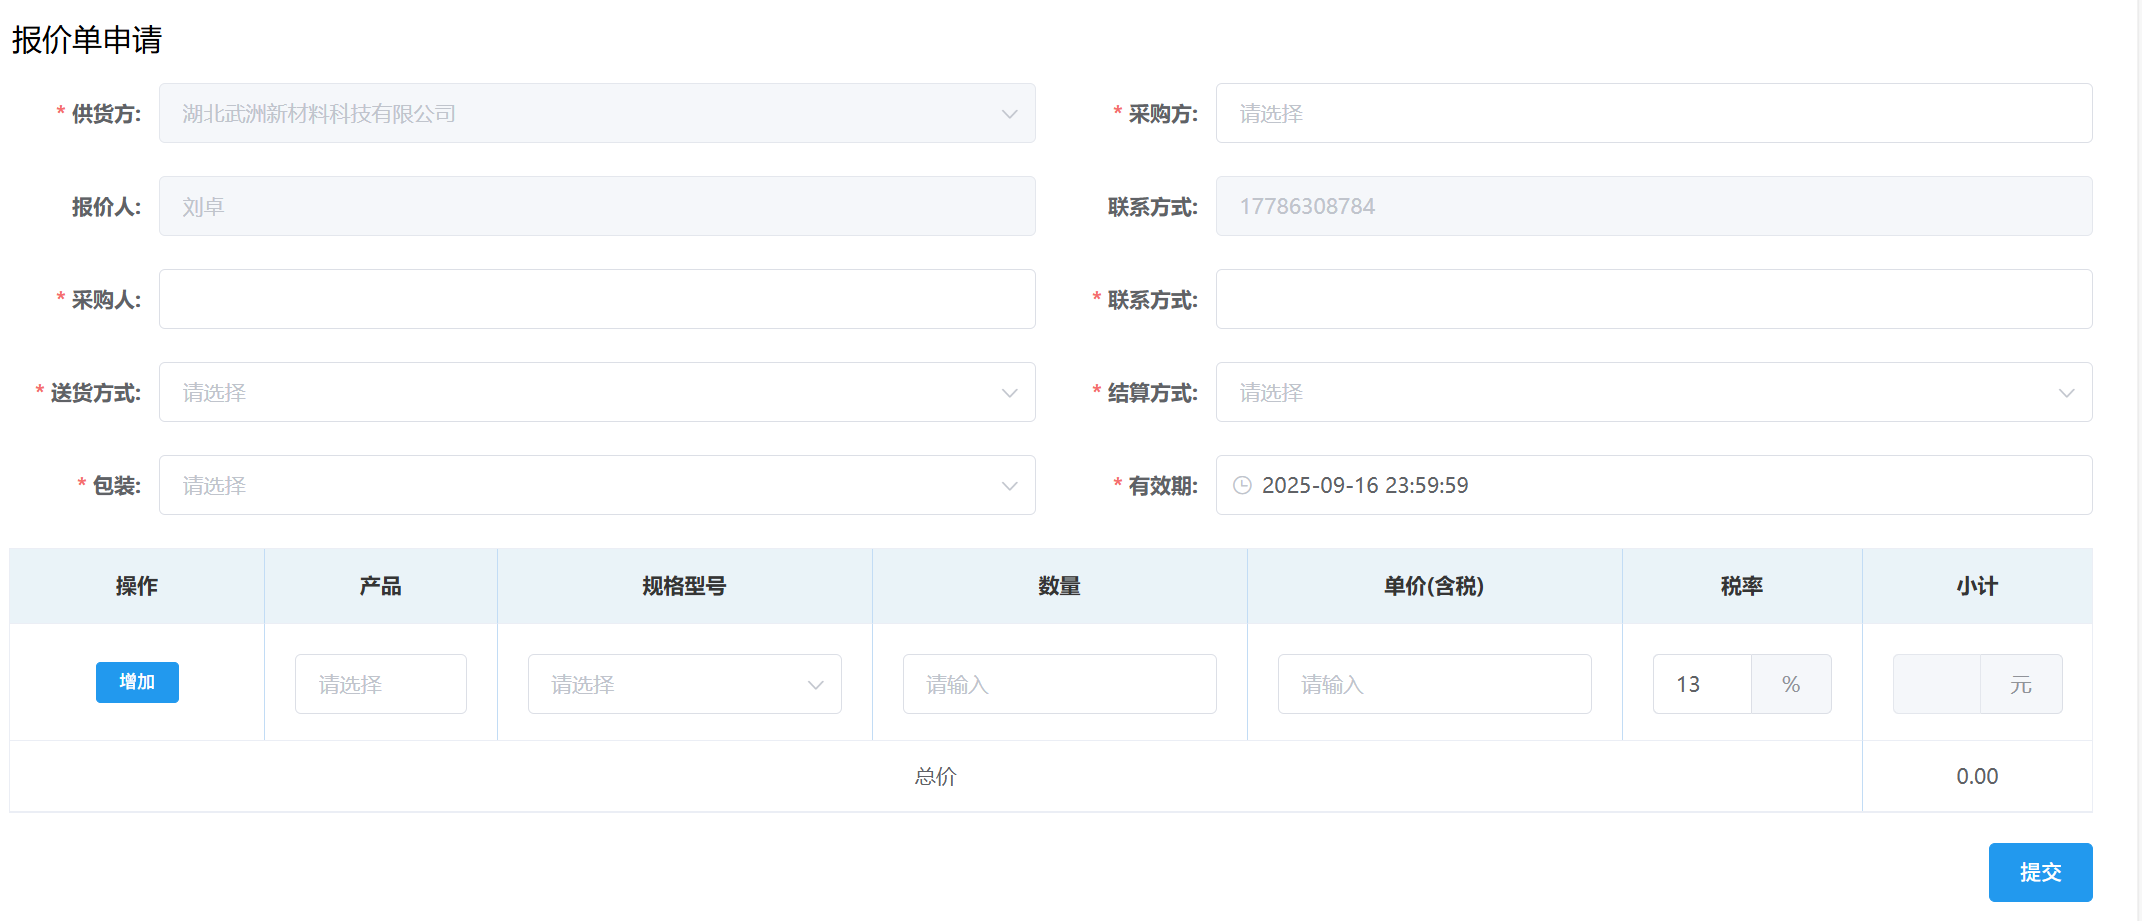 报价单申请
* 供货方: 湖北武洲新材料科技有限公司 * 采购方: 请选择
报价人: 刘卓 联系方式: 17786308784
* 采购人: * 联系方式:
* 送货方式: 请选择 * 结算方式: 请选择
* 包装: 请选择 * 有效期: 2025-09-16 23:59:59
操作 产品 规格型号 数量 单价(含税) 税率 小计
增加 请选择 请选择 请输入 请输入 13 % 元
总价 0.00
提交